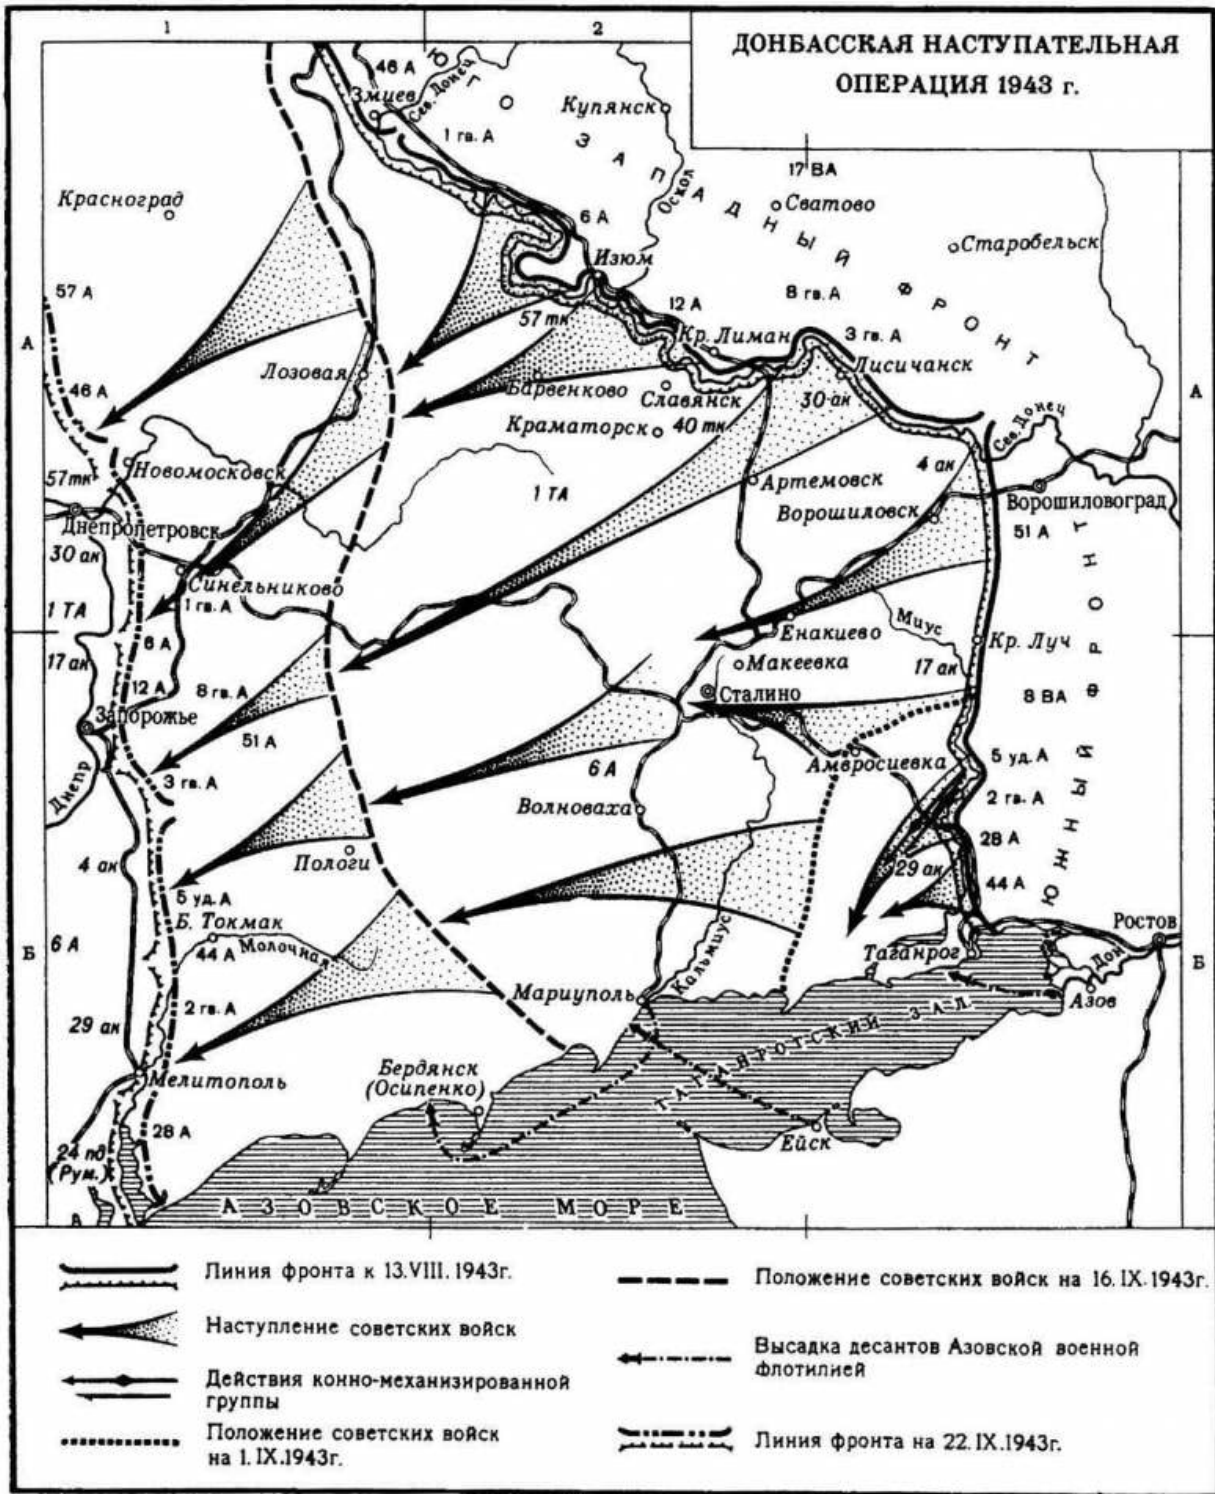 1
2
ДОНБАССКАЯ НАСТУПАТЕЛЬНАЯ
ОПЕРАЦИЯ 1943 г.
46 А
Сев. Донец
Змиев
Купянск
1 гв. А
ЮГО-ЗАПАДНЫЙ ФРОНТ
17 ВА
Красноград
Оскол
Сватово
6 А
Старобельск
Изюм
57 А
12 А
8 гв. А
57 тк
Кр. Лиман
3 гв. А
А
Лозовая
Барвенково
Лисичанск
46 А
Славянск
30 ак
А
Краматорск
40 тк
Сев. Донец
Новомосковск
4 ак
57 тк
1 ТА
Артемовск
Ворошиловград
Днепропетровск
Ворошиловск
51 А
30 ак
Синельниково
1 гв. А
1 ТА
Миус
6 А
Енакиево
Кр. Луч
17 ак
Макеевка
17 ак
12 А
8 гв. А
Сталино
8 ВА
ЮЖНЫЙ ФРОНТ
Запорожье
51 А
5 уд. А
Днепр
3 гв. А
6 А
Амвросиевка
2 гв. А
Волноваха
28 А
4 ак
Пологи
29 ак
44 А
5 уд. А
Б. Токмак
Ростов
6 А
44 А
Молочная
Таганрог
Дон
Б
Б
Кальмиус
2 гв. А
Мариуполь
Азов
29 ак
ТАГАНРОГСКИЙ ЗАЛ.
Мелитополь
Бердянск
(Осипенко)
28 А
Ейск
24 пд
(Рум.)
А
АЗОВСКОЕ МОРЕ
Линия фронта к 13.VIII.1943г.
Наступление советских войск
Действия конно-механизированной
группы
Положение советских войск
на 1.IX.1943г.
Положение советских войск на 16.IX.1943г.
Высадка десантов Азовской военной
флотилией
Линия фронта на 22.IX.1943г.